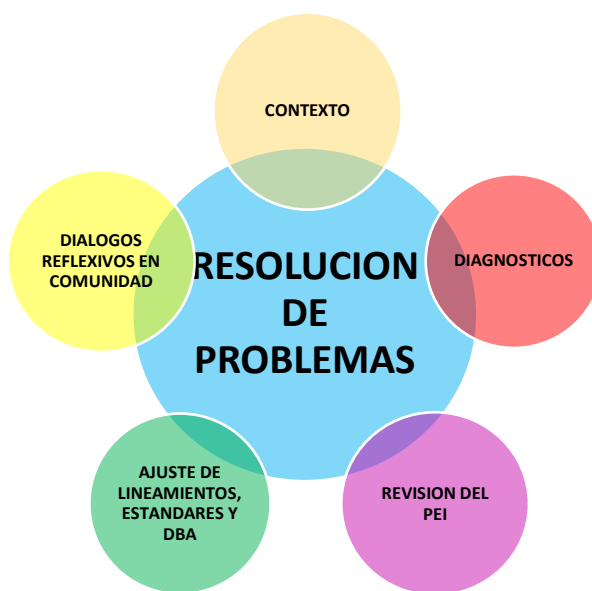 CONTEXTO
DIAGNOSTICOS
REVISION DEL
PEI
AJUSTE DE
LINEAMIENTOS,
ESTANDARES Y
DBA
DIALOGOS
REFLEXIVOS EN
COMUNIDAD
RESOLUCION
DE
PROBLEMAS